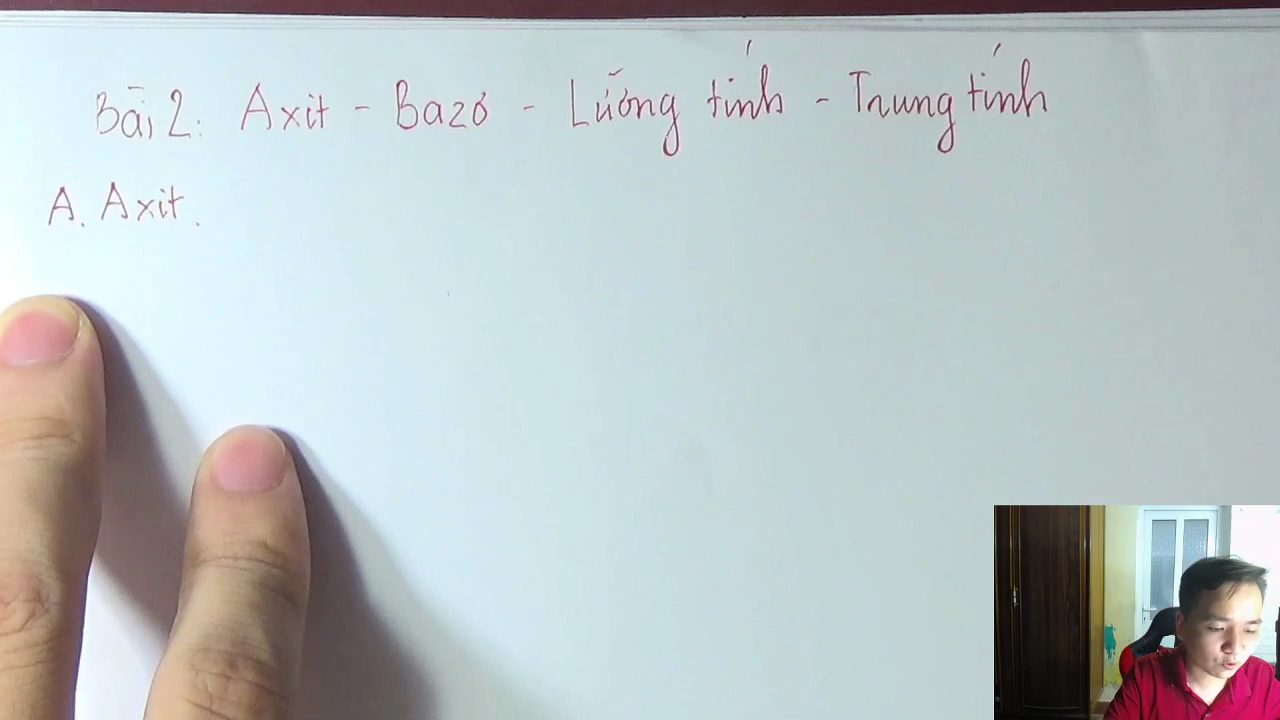 Bài 2: Axit - Bazơ - Lưỡng tính - Trung tính
A. Axit.